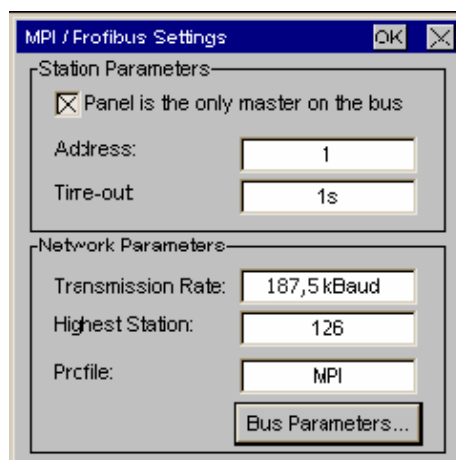 MPI / Profibus Settings OK
Station Parameters
Panel is the only master on the bus
Address: 1
Time-out: 1s
Network Parameters
Transmission Rate: 187,5 kBaud
Highest Station: 126
Profile: MPI
Bus Parameters...